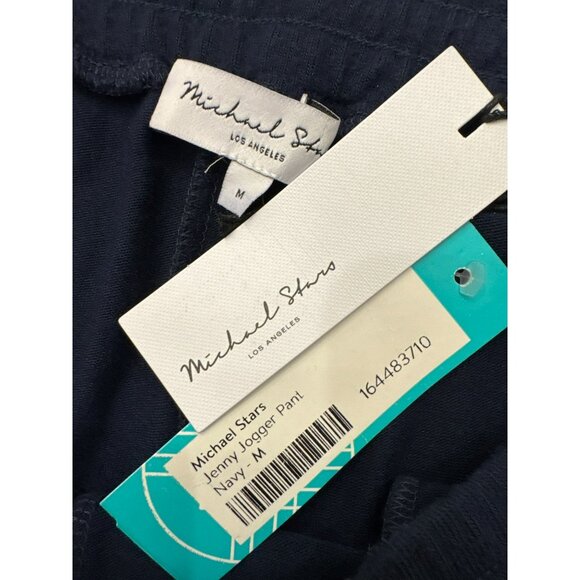 Michael Stars
LOS ANGELES
M
Michael Stars
LOS ANGELES
Michael Stars
Jenny Jogger Pant
Navy - M
164483710